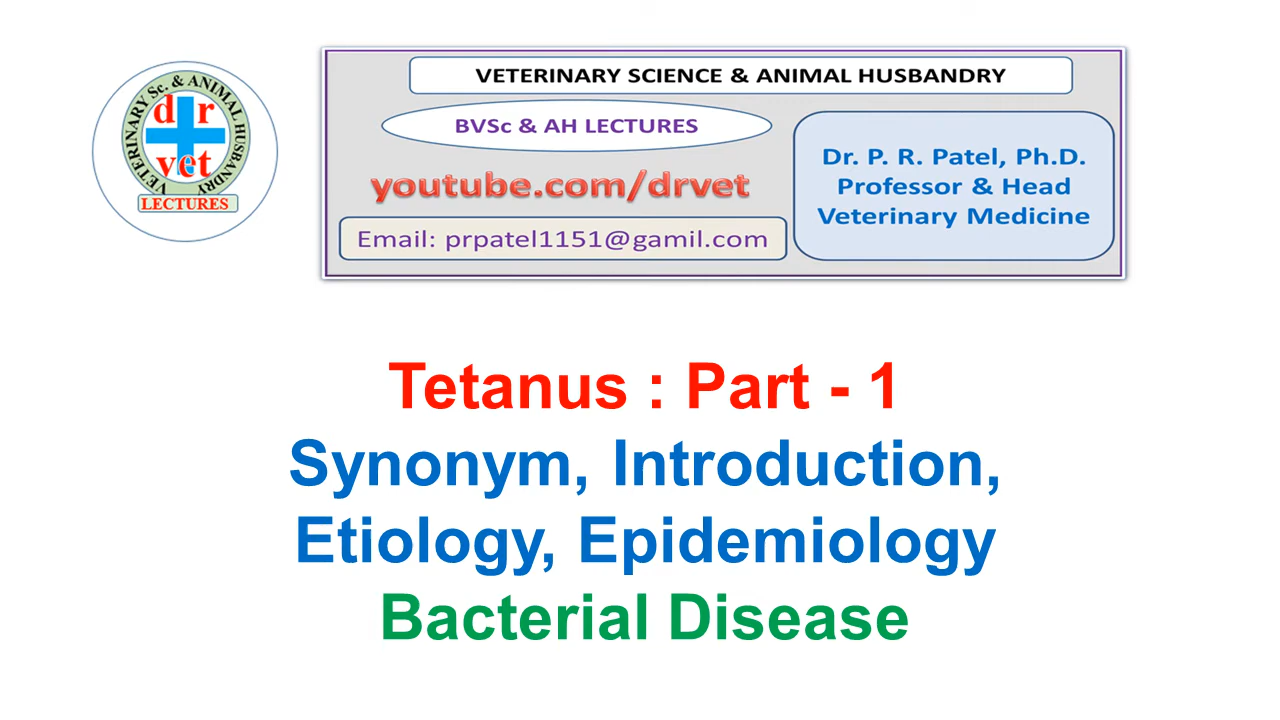 VETERINARY Sc. & ANIMAL HUSBANDRY
d r
vet
VETERINARY
LECTURES
VETERINARY SCIENCE & ANIMAL HUSBANDRY
BVSc & AH LECTURES
youtube.com/drvet
Email: prpatel1151@gamil.com
Dr. P. R. Patel, Ph.D.
Professor & Head
Veterinary Medicine
Tetanus : Part - 1
Synonym, Introduction,
Etiology, Epidemiology
Bacterial Disease